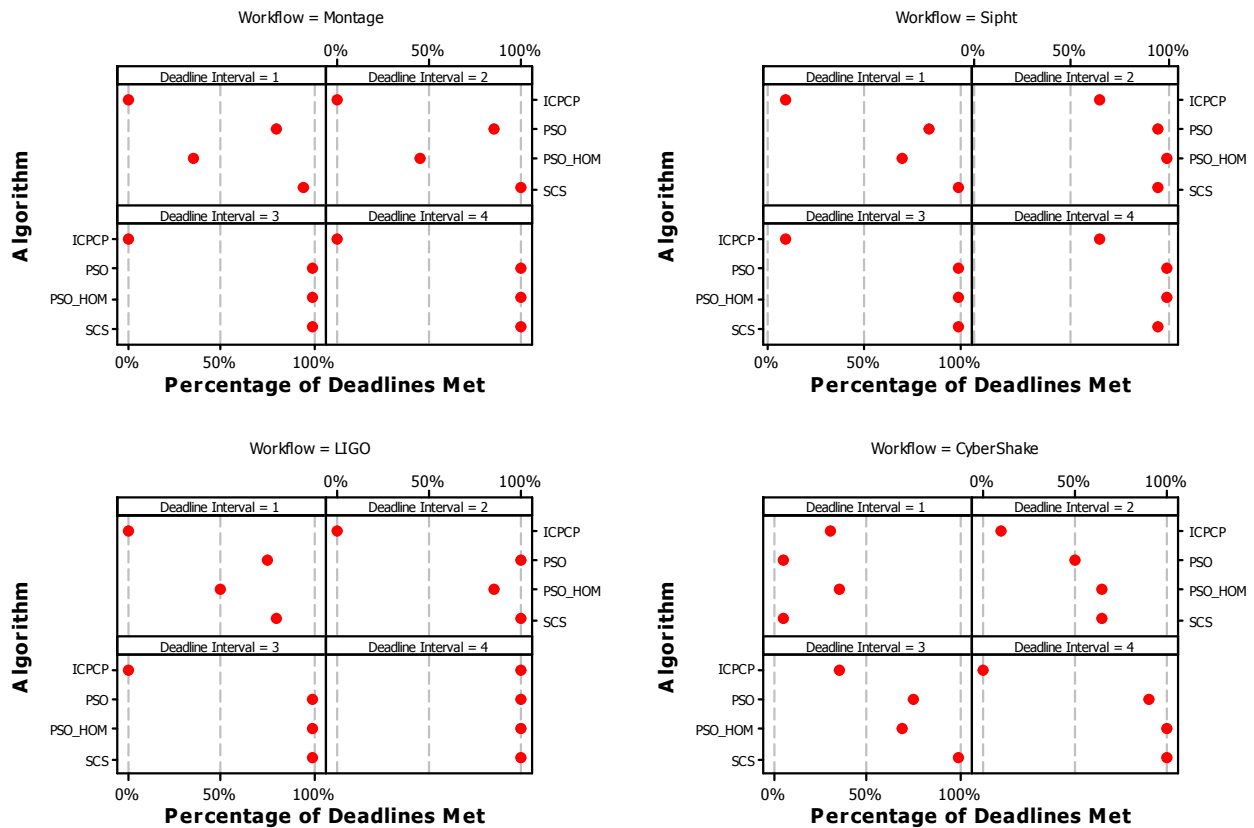 Workflow = Montage
0% 50% 100%
Deadline Interval = 1 Deadline Interval = 2
ICPCP
PSO
PSO_HOM
SCS
Deadline Interval = 3 Deadline Interval = 4
ICPCP
PSO
PSO_HOM
SCS
0% 50% 100%
Algorithm
Percentage of Deadlines Met
Workflow = Sipht
0% 50% 100%
Deadline Interval = 1 Deadline Interval = 2
ICPCP
PSO
PSO_HOM
SCS
Deadline Interval = 3 Deadline Interval = 4
ICPCP
PSO
PSO_HOM
SCS
0% 50% 100%
Algorithm
Percentage of Deadlines Met
Workflow = LIGO
0% 50% 100%
Deadline Interval = 1 Deadline Interval = 2
ICPCP
PSO
PSO_HOM
SCS
Deadline Interval = 3 Deadline Interval = 4
ICPCP
PSO
PSO_HOM
SCS
0% 50% 100%
Algorithm
Percentage of Deadlines Met
Workflow = CyberShake
0% 50% 100%
Deadline Interval = 1 Deadline Interval = 2
ICPCP
PSO
PSO_HOM
SCS
Deadline Interval = 3 Deadline Interval = 4
ICPCP
PSO
PSO_HOM
SCS
0% 50% 100%
Algorithm
Percentage of Deadlines Met